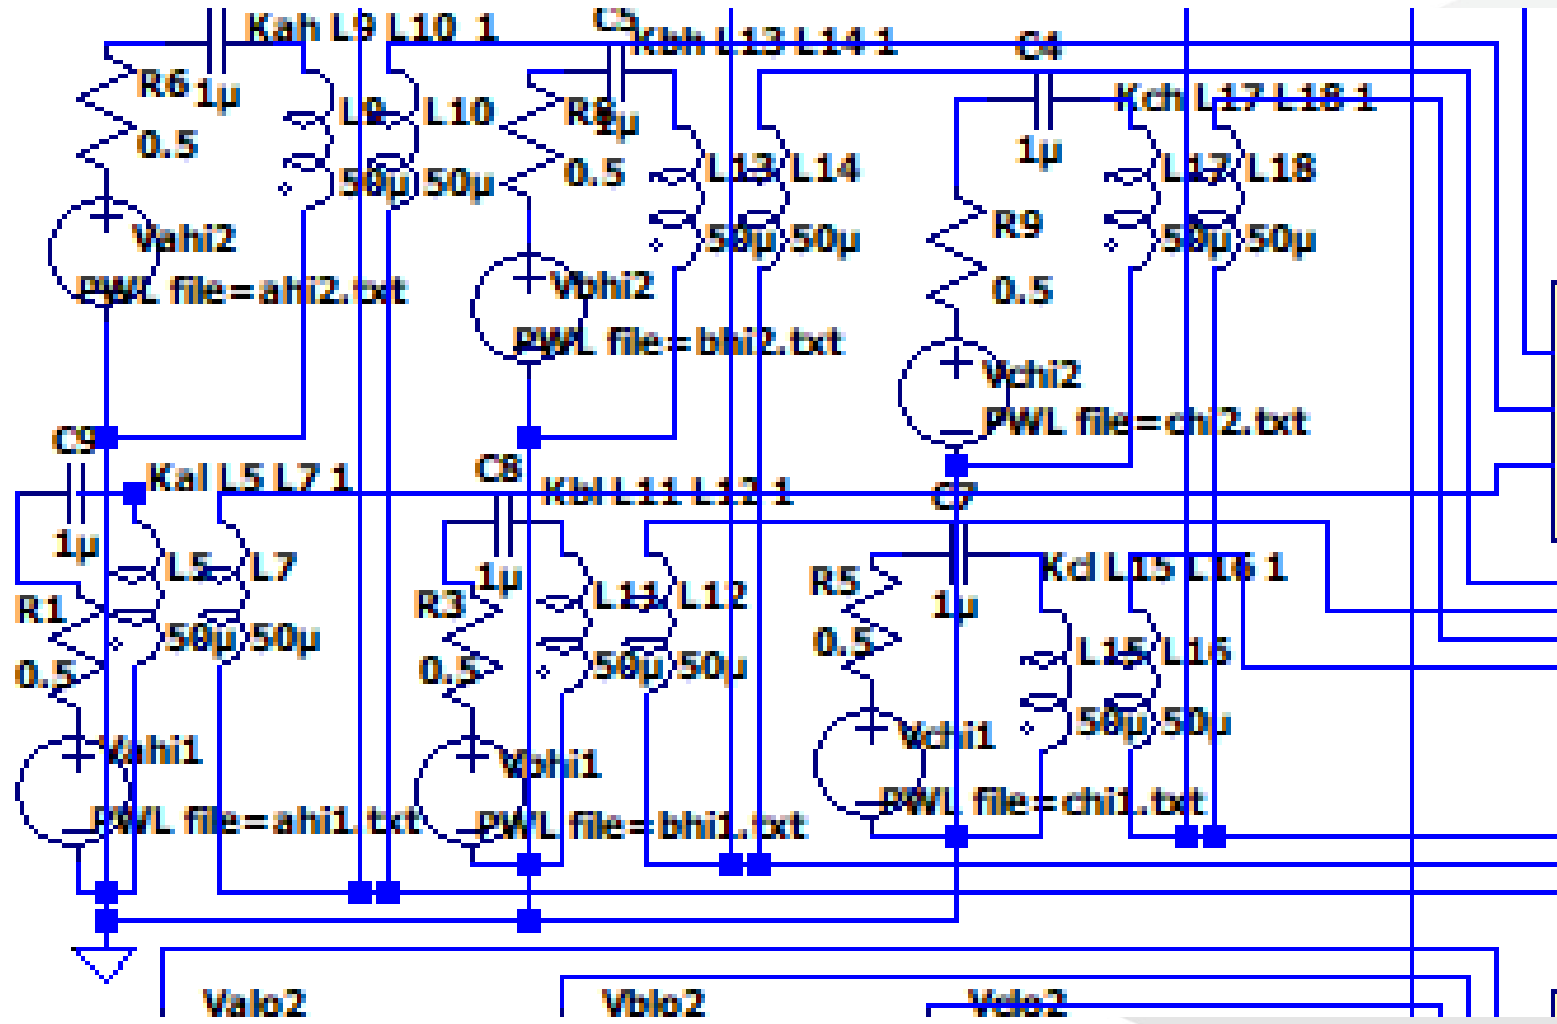 Kah L9 L10 1
C5
Kbh L13 L14 1
C4
R6
1µ
L9
L10
R8
1µ
Kch L17 L18 1
0.5
0.5
1µ
L13
L14
L17
L18
50µ
50µ
Vahi2
50µ
50µ
R9
50µ
50µ
PWL file=ahi2.txt
Vbhi2
0.5
PWL file=bhi2.txt
Vchi2
PWL file=chi2.txt
C9
Kal L5 L7 1
C8
Kbl L11 L12 1
C7
1µ
L5
L7
1µ
R5
Kcl L15 L16 1
R1
R3
L11
L12
1µ
50µ
50µ
0.5
0.5
0.5
50µ
50µ
L15
L16
Vahi1
Vbhi1
Vchi1
50µ
50µ
PWL file=ahi1.txt
PWL file=bhi1.txt
PWL file=chi1.txt
Valo2
Vblo2
Vclo2